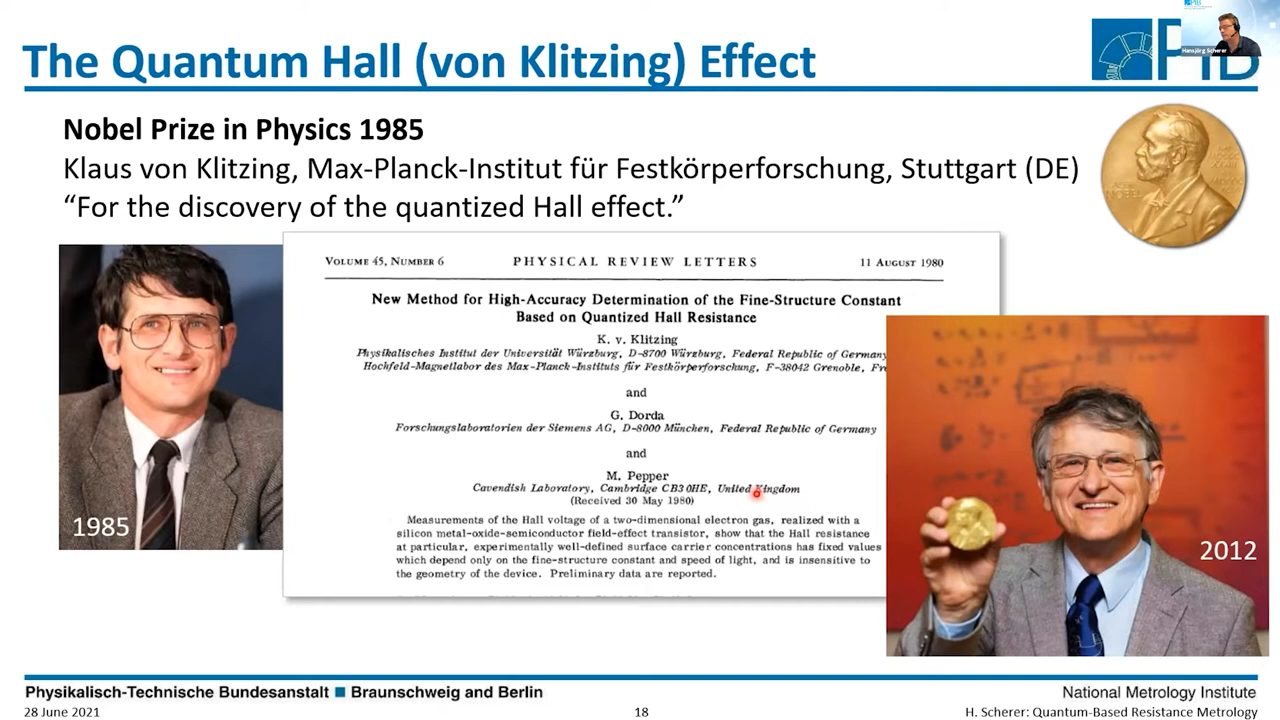 The Quantum Hall (von Klitzing) Effect
PTB
Hansjörg Scherer
Nobel Prize in Physics 1985
Klaus von Klitzing, Max-Planck-Institut für Festkörperforschung, Stuttgart (DE)
“For the discovery of the quantized Hall effect.”
VOLUME 45, NUMBER 6 PHYSICAL REVIEW LETTERS 11 AUGUST 1980
New Method for High-Accuracy Determination of the Fine-Structure Constant
Based on Quantized Hall Resistance
K. v. Klitzing
Physikalisches Institut der Universität Würzburg, D-8700 Würzburg, Federal Republic of Germany
Hochfeld-Magnetlabor des Max-Planck-Instituts für Festkörperforschung, F-38042 Grenoble, Fr
and
G. Dorda
Forschungslaboratorien der Siemens AG, D-8000 München, Federal Republic of Germany
and
M. Pepper
Cavendish Laboratory, Cambridge CB3 0HE, United Kingdom
(Received 30 May 1980)
Measurements of the Hall voltage of a two-dimensional electron gas, realized with a
silicon metal-oxide-semiconductor field-effect transistor, show that the Hall resistance
at particular, experimentally well-defined surface carrier concentrations has fixed values
which depend only on the fine-structure constant and speed of light, and is insensitive to
the geometry of the device. Preliminary data are reported.
1985
2012
Physikalisch-Technische Bundesanstalt ■ Braunschweig and Berlin
National Metrology Institute
28 June 2021
18
H. Scherer: Quantum-Based Resistance Metrology